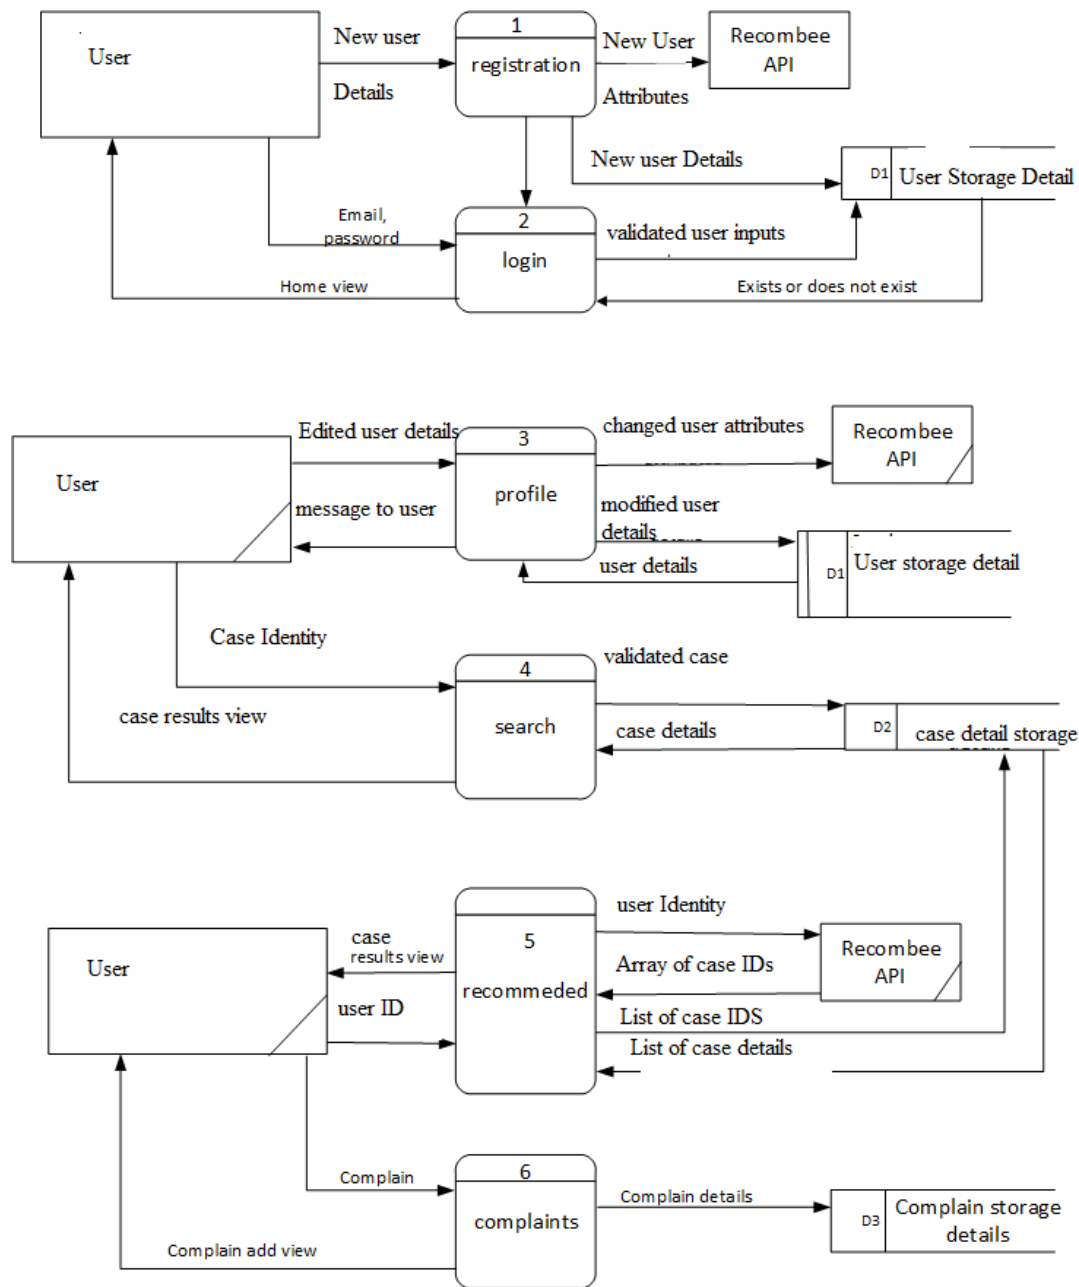 User
New user
Details
1
registration
New User
Attributes
Recombee
API
New user Details
D1
User Storage Detail
Email,
password
2
login
validated user inputs
Home view
Exists or does not exist
User
Edited user details
message to user
3
profile
changed user attributes
Recombee
API
modified user
details
user details
D1
User storage detail
Case Identity
case results view
4
search
validated case
case details
D2
case detail storage
User
case
results view
user ID
5
recommeded
user Identity
Array of case IDs
Recombee
API
List of case IDS
List of case details
Complain
Complain add view
6
complaints
Complain details
D3
Complain storage
details